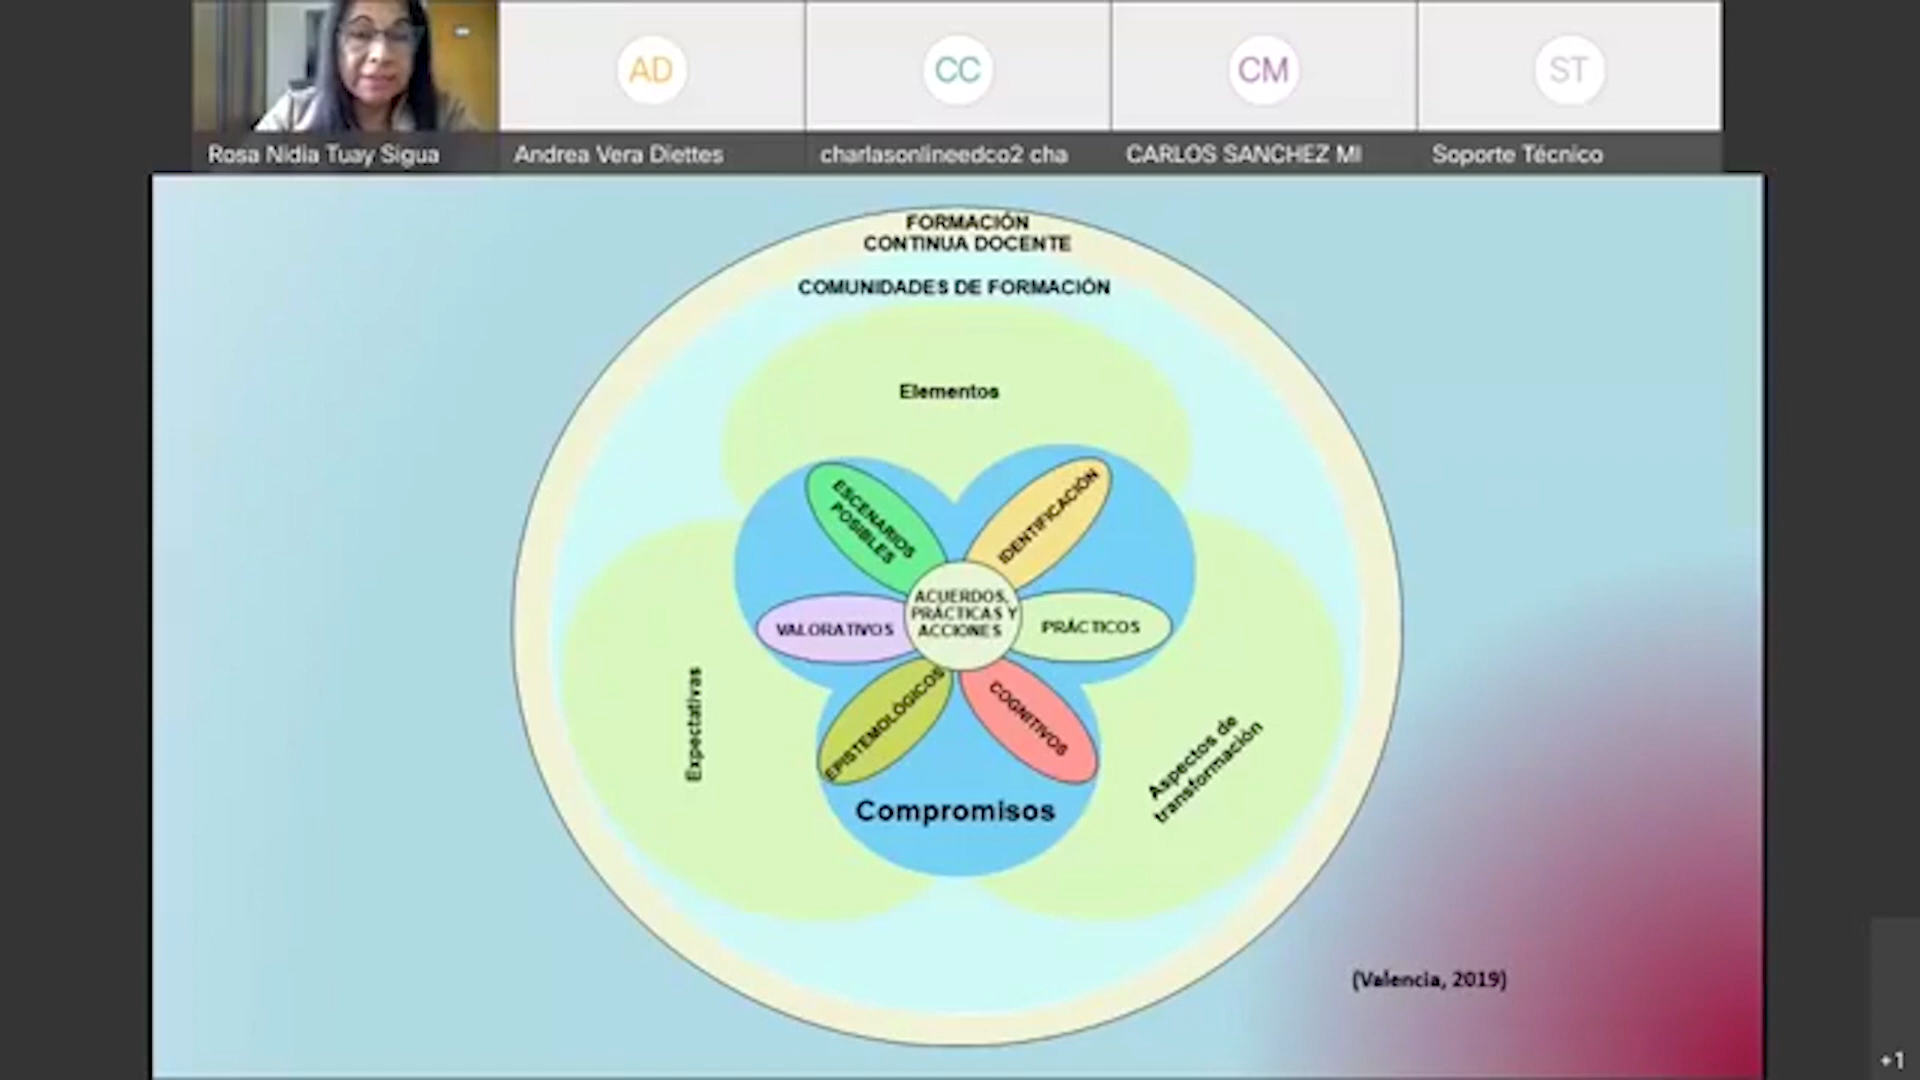 AD
CC
CM
ST
Rosa Nidia Tuay Sigua
Andrea Vera Diettes
charlasonlineedco2 cha
CARLOS SANCHEZ MI
Soporte Técnico
FORMACIÓN
CONTINUA DOCENTE
COMUNIDADES DE FORMACIÓN
Elementos
ESCENARIOS
POSIBLES
IDENTIFICACIÓN
ACUERDOS,
PRÁCTICAS Y
ACCIONES
VALORATIVOS
PRÁCTICOS
EPISTEMOLÓGICOS
COGNITIVOS
Expectativas
Aspectos de
transformación
Compromisos
(Valencia, 2019)
+1